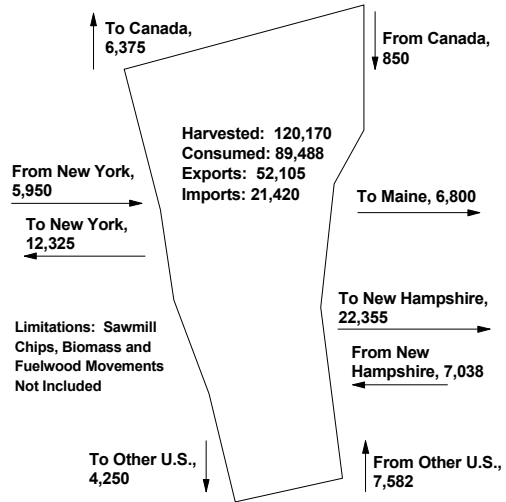 To Canada,
6,375
From Canada,
850
Harvested: 120,170
Consumed: 89,488
Exports: 52,105
Imports: 21,420
From New York,
5,950
To New York,
12,325
To Maine, 6,800
To New Hampshire,
22,355
From New
Hampshire, 7,038
Limitations: Sawmill
Chips, Biomass and
Fuelwood Movements
Not Included
To Other U.S.,
4,250
From Other U.S.,
7,582